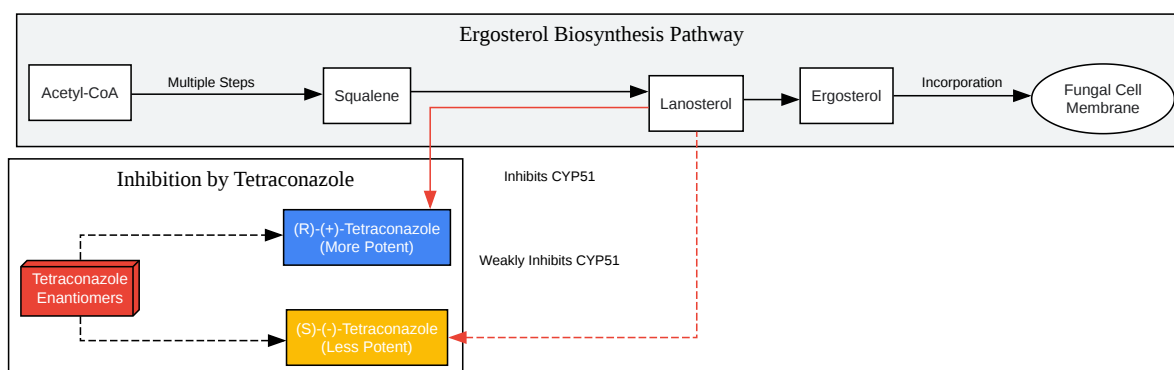 Ergosterol Biosynthesis Pathway
Acetyl-CoA
Multiple Steps
Squalene
Lanosterol
Ergosterol
Incorporation
Fungal Cell
Membrane
Inhibition by Tetraconazole
Inhibits CYP51
(R)-(+)-Tetraconazole
(More Potent)
Weakly Inhibits CYP51
Tetraconazole
Enantiomers
(S)-(-)-Tetraconazole
(Less Potent)